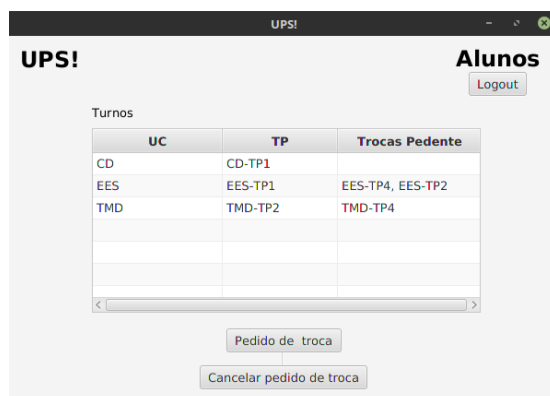 UPS!
UPS!
Alunos
Logout
Turnos
UC TP Trocas Pedente
CD CD-TP1
EES EES-TP1 EES-TP4, EES-TP2
TMD TMD-TP2 TMD-TP4
Pedido de troca
Cancelar pedido de troca